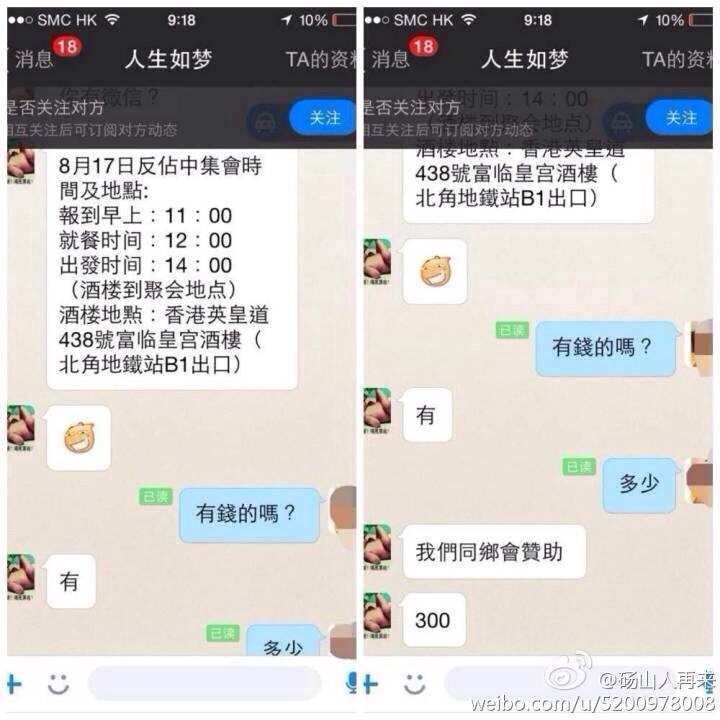 SMC HK 9:18 10%
消息 18 人生如梦 TA的资料
你有微信？
是否关注对方
相互关注后可订阅对方动态
关注
8月17日反佔中集會時
間及地點:
報到早上：11：00
就餐时间：12：00
出發时间：14：00
（酒楼到聚会地点）
酒楼地點：香港英皇道
438號富临皇宫酒樓（
北角地鐵站B1出口）
已读
有錢的嗎？
有
已读
多少
SMC HK 9:18 10%
消息 18 人生如梦 TA的资料
出發时间：14：00
是否关注对方
（酒楼到聚会地点）
相互关注后可订阅对方动态
关注
酒楼地點：香港英皇道
438號富临皇宫酒樓（
北角地鐵站B1出口）
已读
有錢的嗎？
有
已读
多少
我們同鄉會贊助
300
@砀山人再来
weibo.com/u/5200978008